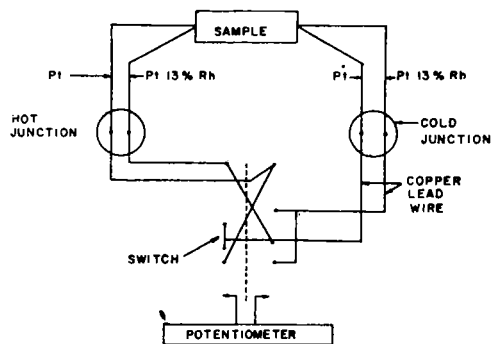 SAMPLE
Pt
Pt 13% Rh
Pt
Pt 13% Rh
HOT
JUNCTION
COLD
JUNCTION
COPPER
LEAD
WIRE
SWITCH
POTENTIOMETER